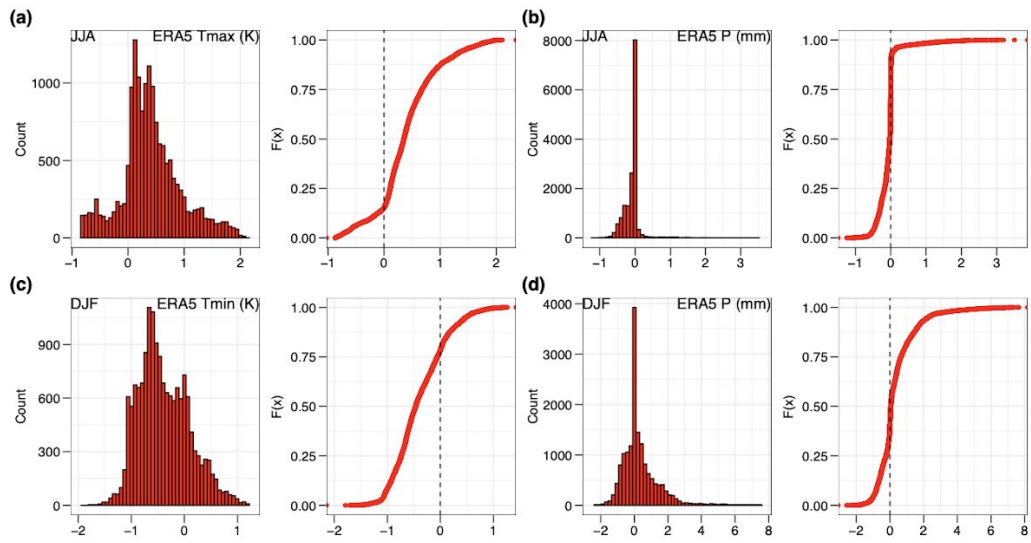 (a)
JJA ERA5 Tmax (K)
Count
1000
500
0
-1 0 1 2
F(x)
1.00
0.75
0.50
0.25
0.00
-1 0 1 2
(b)
JJA ERA5 P (mm)
Count
8000
6000
4000
2000
0
-1 0 1 2 3
F(x)
1.00
0.75
0.50
0.25
0.00
-1 0 1 2 3
(c)
DJF ERA5 Tmin (K)
Count
900
600
300
0
-2 -1 0 1
F(x)
1.00
0.75
0.50
0.25
0.00
-2 -1 0 1
(d)
DJF ERA5 P (mm)
Count
4000
3000
2000
1000
0
-2 0 2 4 6 8
F(x)
1.00
0.75
0.50
0.25
0.00
-2 0 2 4 6 8